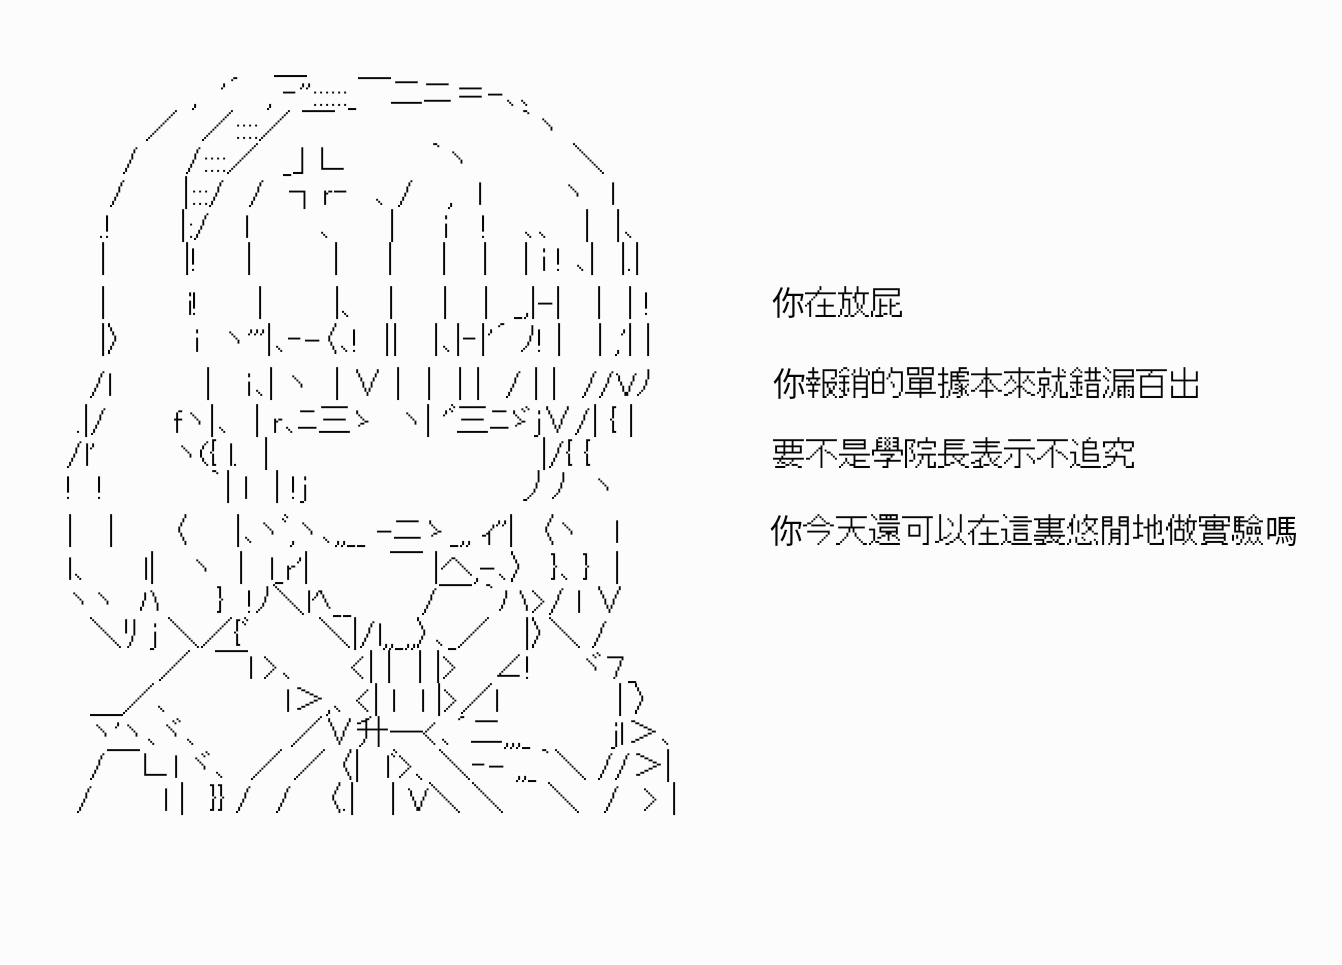 你在放屁
你報銷的單據本來就錯漏百出
要不是學院長表示不追究
你今天還可以在這裏悠閒地做實驗嗎